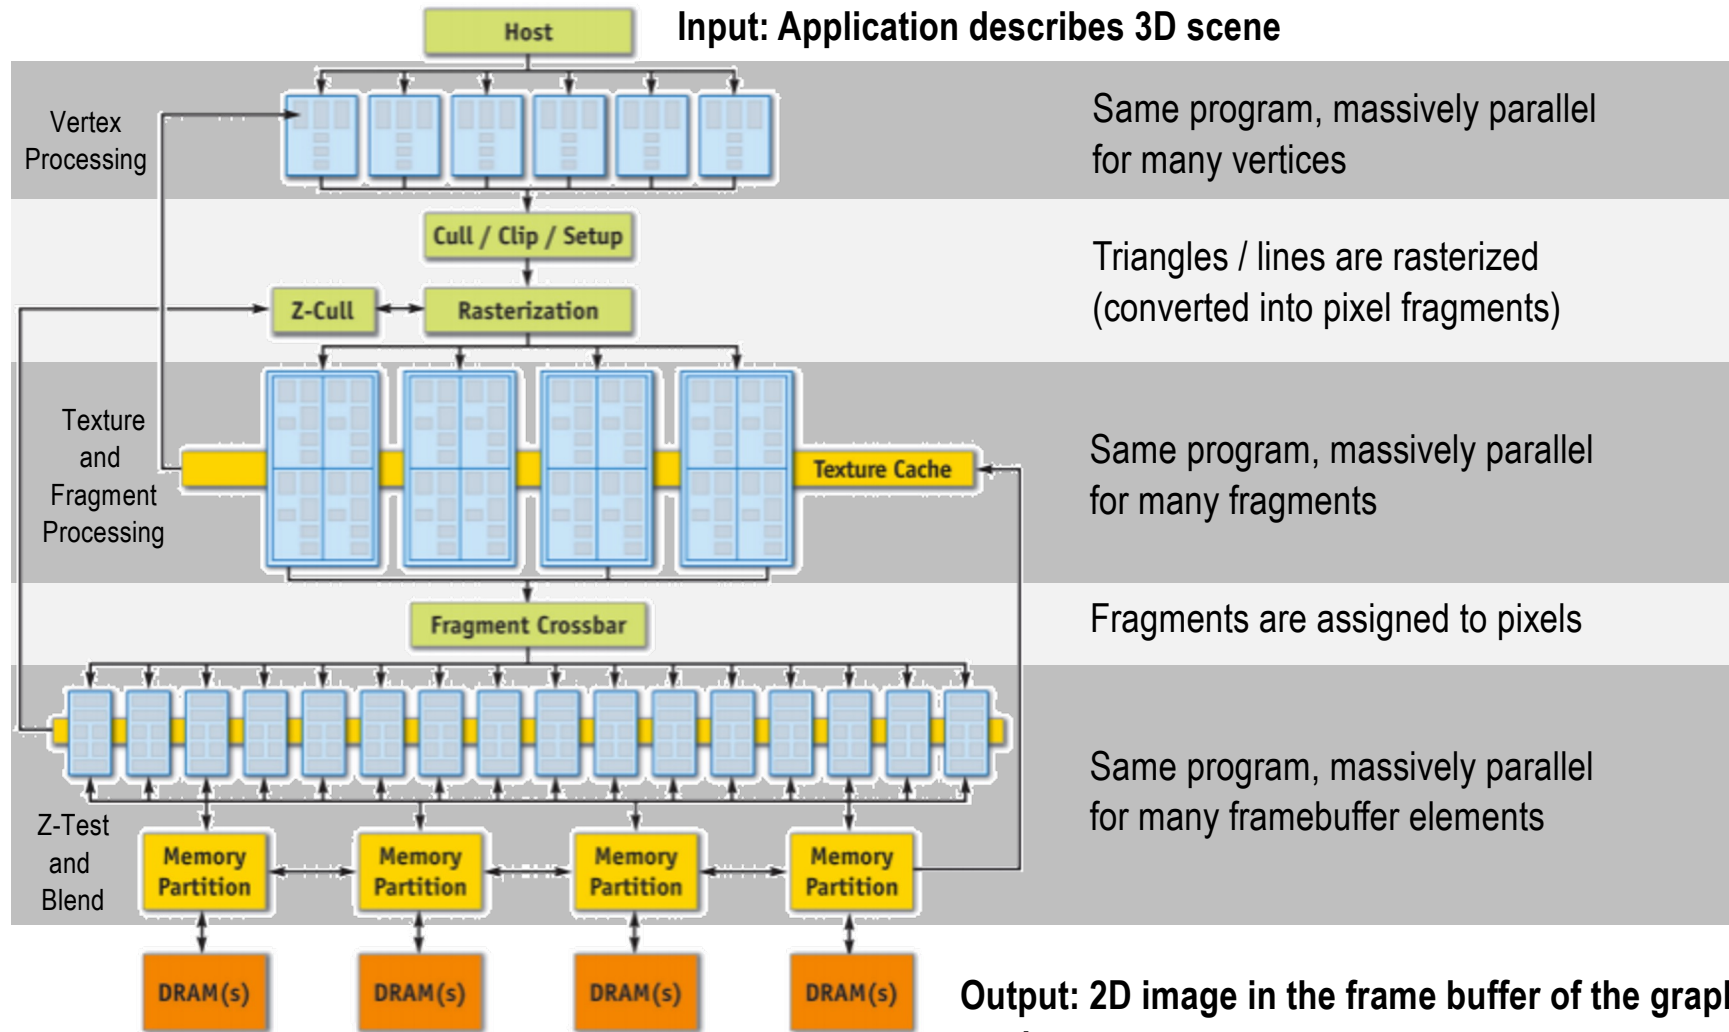 Host
Input: Application describes 3D scene
Vertex
Processing
Same program, massively parallel
for many vertices
Cull / Clip / Setup
Triangles / lines are rasterized
(converted into pixel fragments)
Z-Cull
Rasterization
Texture
and
Fragment
Processing
Texture Cache
Same program, massively parallel
for many fragments
Fragment Crossbar
Fragments are assigned to pixels
Same program, massively parallel
for many framebuffer elements
Z-Test
and
Blend
Memory
Partition
Memory
Partition
Memory
Partition
Memory
Partition
DRAM(s)
DRAM(s)
DRAM(s)
DRAM(s)
Output: 2D image in the frame buffer of the grap